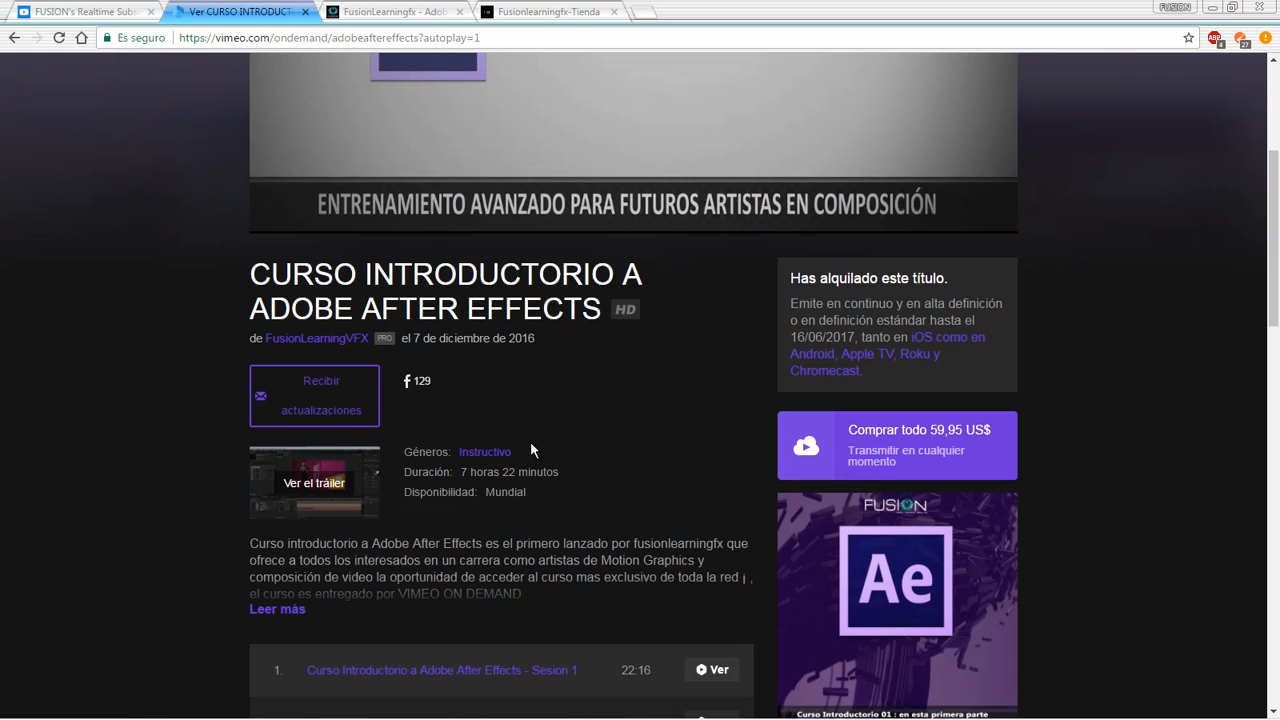 FUSION's Realtime Subs
Ver CURSO INTRODUCTO
FusionLearningfx - Adob
Fusionlearningfx-Tienda
FUSION
Es seguro
https://vimeo.com/ondemand/adobeaftereffects?autoplay=1
ABP
4
27
ENTRENAMIENTO AVANZADO PARA FUTUROS ARTISTAS EN COMPOSICIÓN
CURSO INTRODUCTORIO A
ADOBE AFTER EFFECTS HD
de FusionLearningVFX PRO el 7 de diciembre de 2016
Recibir
actualizaciones
f 129
Ver el tráiler
Géneros: Instructivo
Duración: 7 horas 22 minutos
Disponibilidad: Mundial
Curso introductorio a Adobe After Effects es el primero lanzado por fusionlearningfx que
ofrece a todos los interesados en un carrera como artistas de Motion Graphics y
composición de video la oportunidad de acceder al curso mas exclusivo de toda la red ¡ ,
el curso es entregado por VIMEO ON DEMAND
Leer más
1. Curso Introductorio a Adobe After Effects - Sesion 1 22:16 Ver
Has alquilado este título.
Emite en continuo y en alta definición
o en definición estándar hasta el
16/06/2017, tanto en iOS como en
Android, Apple TV, Roku y
Chromecast.
Comprar todo 59,95 US$
Transmitir en cualquier
momento
FUSION
Ae
Curso Introductorio 01 : en esta primera parte